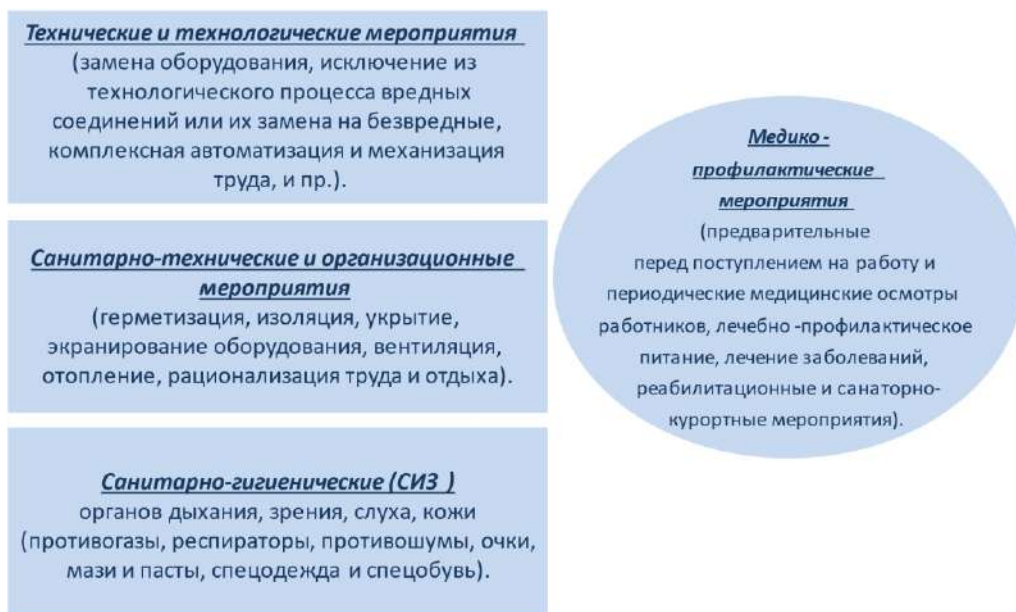 Технические и технологические мероприятия
(замена оборудования, исключение из
технологического процесса вредных
соединений или их замена на безвредные,
комплексная автоматизация и механизация
труда, и пр.).
Санитарно-технические и организационные
мероприятия
(герметизация, изоляция, укрытие,
экранирование оборудования, вентиляция,
отопление, рационализация труда и отдыха).
Санитарно-гигиенические (СИЗ )
органов дыхания, зрения, слуха, кожи
(противогазы, респираторы, противошумы, очки,
мази и пасты, спецодежда и спецобувь).
Медико -
профилактические
мероприятия
(предварительные
перед поступлением на работу и
периодические медицинские осмотры
работников, лечебно -профилактическое
питание, лечение заболеваний,
реабилитационные и санаторно-
курортные мероприятия).